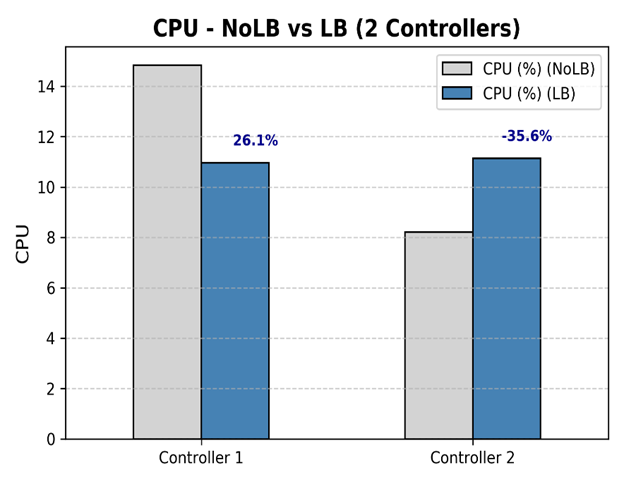 CPU - NoLB vs LB (2 Controllers)
CPU (%) (NoLB)
CPU (%) (LB)
14
12
10
8
6
4
2
0
CPU
26.1%
-35.6%
Controller 1
Controller 2